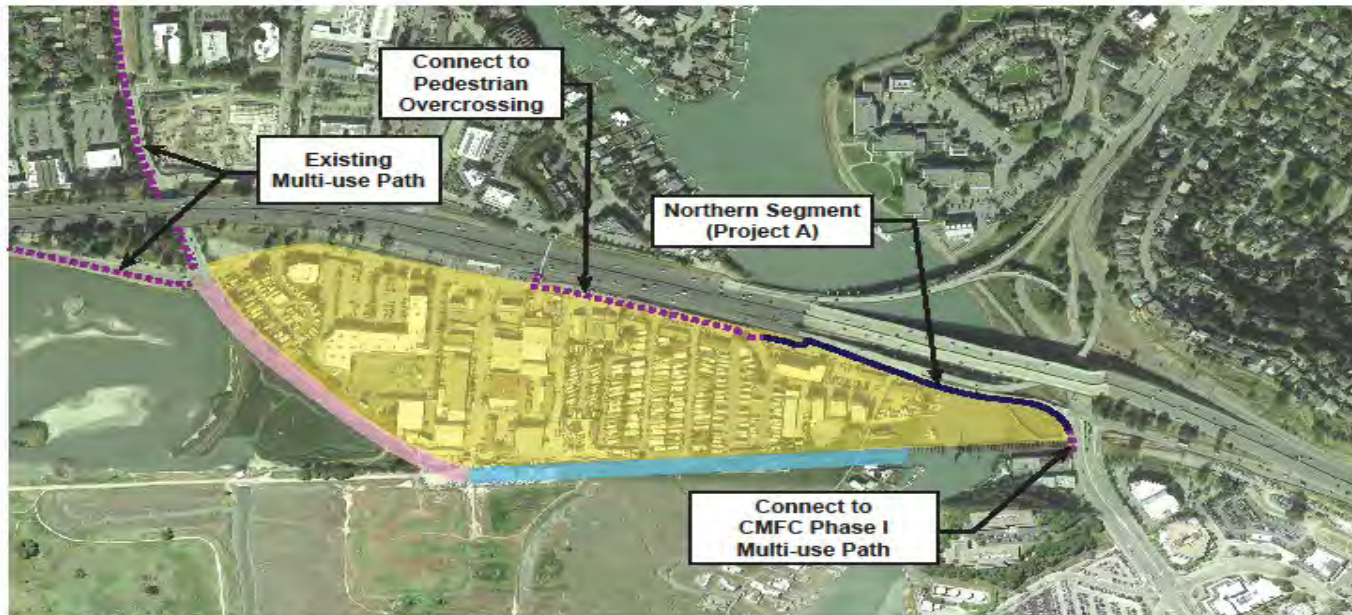 Connect to
Pedestrian
Overcrossing
Existing
Multi-use Path
Northern Segment
(Project A)
Connect to
CMFC Phase I
Multi-use Path